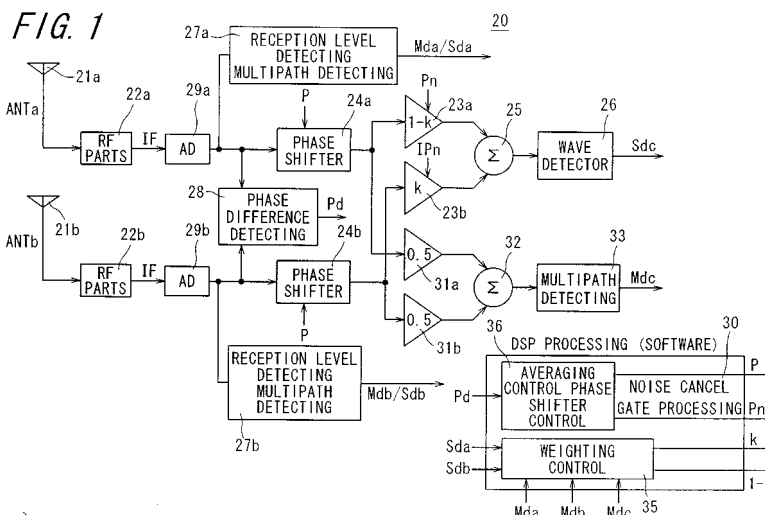 FIG. 1
20
27a
RECEPTION LEVEL
DETECTING
MULTIPATH DETECTING
Mda/Sda
21a
ANTa
22a
RF
PARTS
IF
29a
AD
P
24a
PHASE
SHIFTER
Pn
23a
1-k
25
Σ
26
WAVE
DETECTOR
Sdc
IPn
k
23b
28
PHASE
DIFFERENCE
DETECTING
Pd
21b
ANTb
22b
RF
PARTS
IF
29b
AD
24b
PHASE
SHIFTER
P
0.5
31a
32
Σ
33
MULTIPATH
DETECTING
Mdc
0.5
31b
RECEPTION LEVEL
DETECTING
MULTIPATH
DETECTING
Mdb/Sdb
27b
DSP PROCESSING (SOFTWARE)
36
30
AVERAGING
CONTROL PHASE
SHIFTER
CONTROL
Pd
P
NOISE CANCEL
GATE PROCESSING
Pn
Sda
Sdb
WEIGHTING
CONTROL
k
1-
35
Mda
Mdb
Mdc